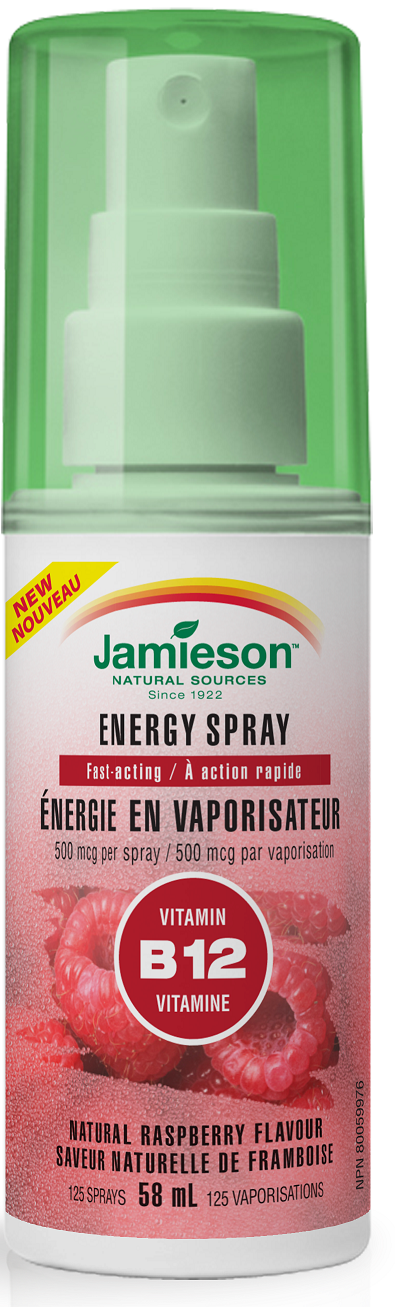 NEW
NOUVEAU
Jamieson™
NATURAL SOURCES
Since 1922
ENERGY SPRAY
Fast-acting / À action rapide
ÉNERGIE EN VAPORISATEUR
500 mcg per spray / 500 mcg par vaporisation
VITAMIN
B12
VITAMINE
NATURAL RASPBERRY FLAVOUR
SAVEUR NATURELLE DE FRAMBOISE
125 SPRAYS 58 mL 125 VAPORISATIONS
NPN 80059976